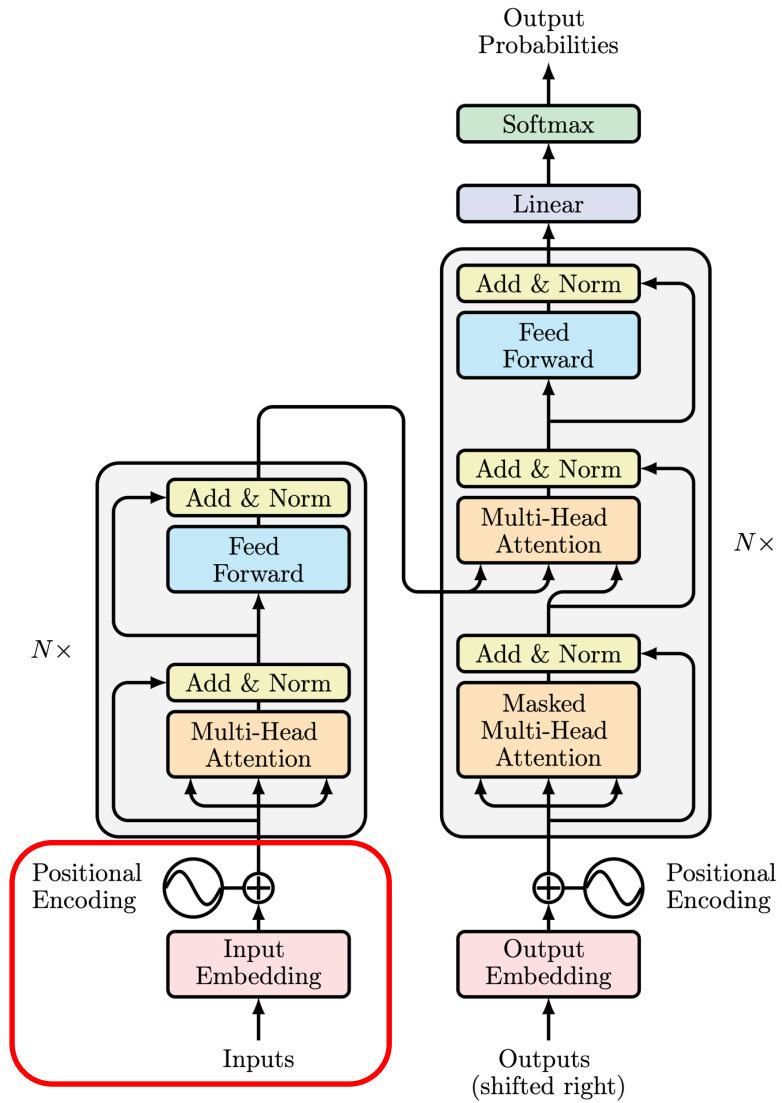 Output
Probabilities
Softmax
Linear
Add & Norm
Feed
Forward
Add & Norm
Multi-Head
Attention
N×
Add & Norm
Masked
Multi-Head
Attention
Add & Norm
Feed
Forward
N×
Add & Norm
Multi-Head
Attention
Positional
Encoding
Input
Embedding
Inputs
Positional
Encoding
Output
Embedding
Outputs
(shifted right)